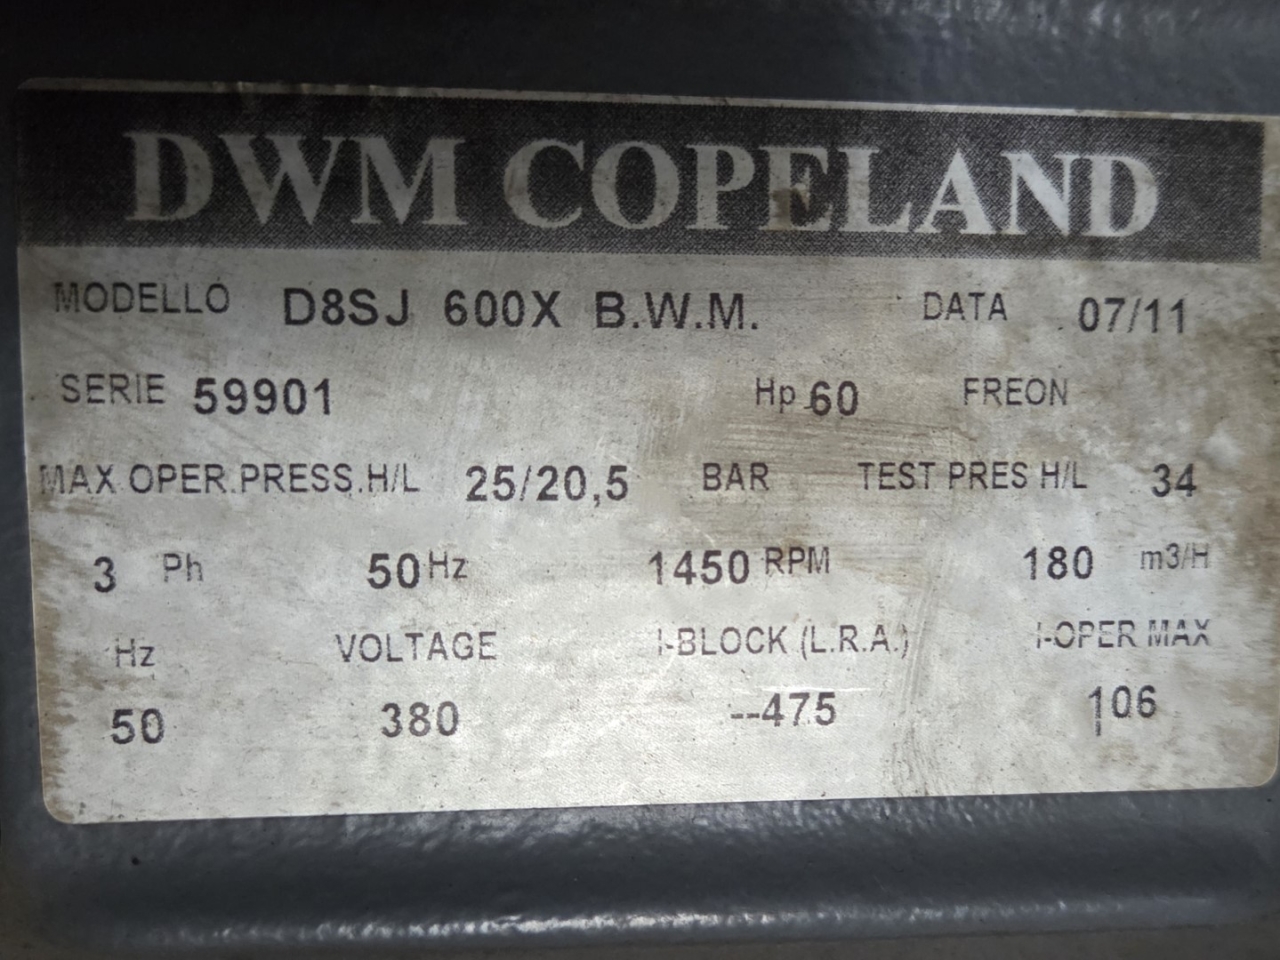 DWM COPELAND
MODELLO D8SJ 600X B.W.M. DATA 07/11
SERIE 59901 Hp 60 FREON
MAX OPER.PRESS.H/L 25/20,5 BAR TEST PRES H/L 34
3 Ph 50 Hz 1450 RPM 180 m3/H
Hz VOLTAGE I-BLOCK (L.R.A.) I-OPER MAX
50 380 --475 106